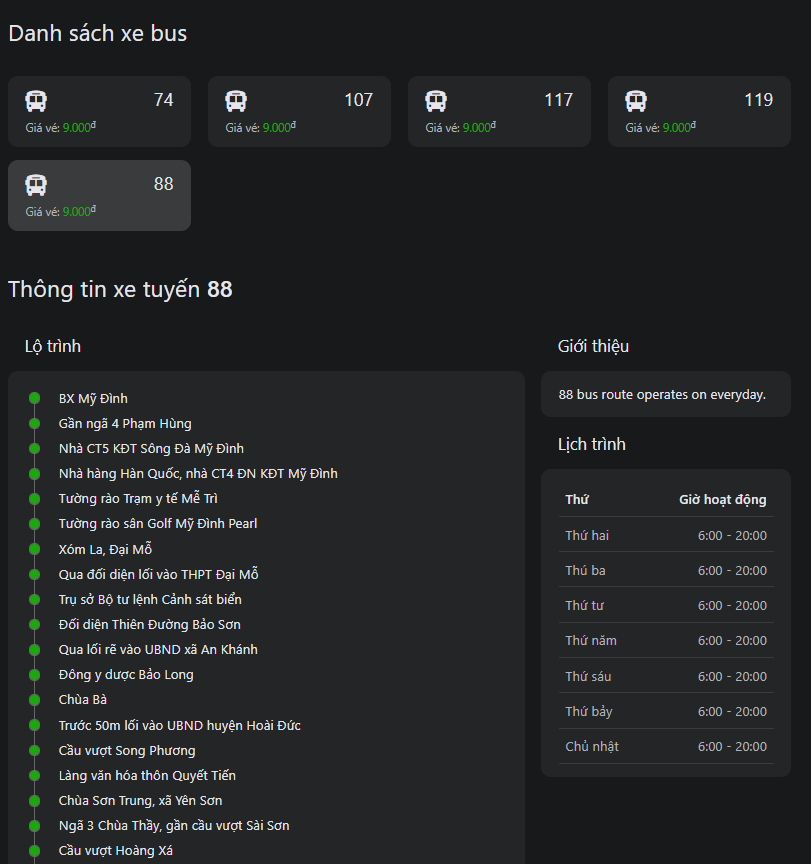 Danh sách xe bus
74
Giá vé: 9.000đ
107
Giá vé: 9.000đ
117
Giá vé: 9.000đ
119
Giá vé: 9.000đ
88
Giá vé: 9.000đ
Thông tin xe tuyến 88
Lộ trình
BX Mỹ Đình
Gần ngã 4 Phạm Hùng
Nhà CT5 KĐT Sông Đà Mỹ Đình
Nhà hàng Hàn Quốc, nhà CT4 ĐN KĐT Mỹ Đình
Tường rào Trạm y tế Mễ Trì
Tường rào sân Golf Mỹ Đình Pearl
Xóm La, Đại Mỗ
Qua đối diện lối vào THPT Đại Mỗ
Trụ sở Bộ tư lệnh Cảnh sát biển
Đối diện Thiên Đường Bảo Sơn
Qua lối rẽ vào UBND xã An Khánh
Đông y dược Bảo Long
Chùa Bà
Trước 50m lối vào UBND huyện Hoài Đức
Cầu vượt Song Phương
Làng văn hóa thôn Quyết Tiến
Chùa Sơn Trung, xã Yên Sơn
Ngã 3 Chùa Thầy, gần cầu vượt Sài Sơn
Cầu vượt Hoàng Xá
Giới thiệu
88 bus route operates on everyday.
Lịch trình
Thứ Giờ hoạt động
Thứ hai 6:00 - 20:00
Thú ba 6:00 - 20:00
Thứ tư 6:00 - 20:00
Thứ năm 6:00 - 20:00
Thứ sáu 6:00 - 20:00
Thứ bảy 6:00 - 20:00
Chủ nhật 6:00 - 20:00